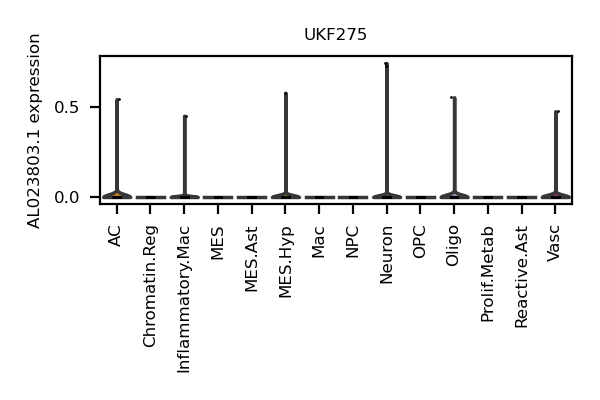 UKF275
AL023803.1 expression
0.5
0.0
AC
Chromatin.Reg
Inflammatory.Mac
MES
MES.Ast
MES.Hyp
Mac
NPC
Neuron
OPC
Oligo
Prolif.Metab
Reactive.Ast
Vasc